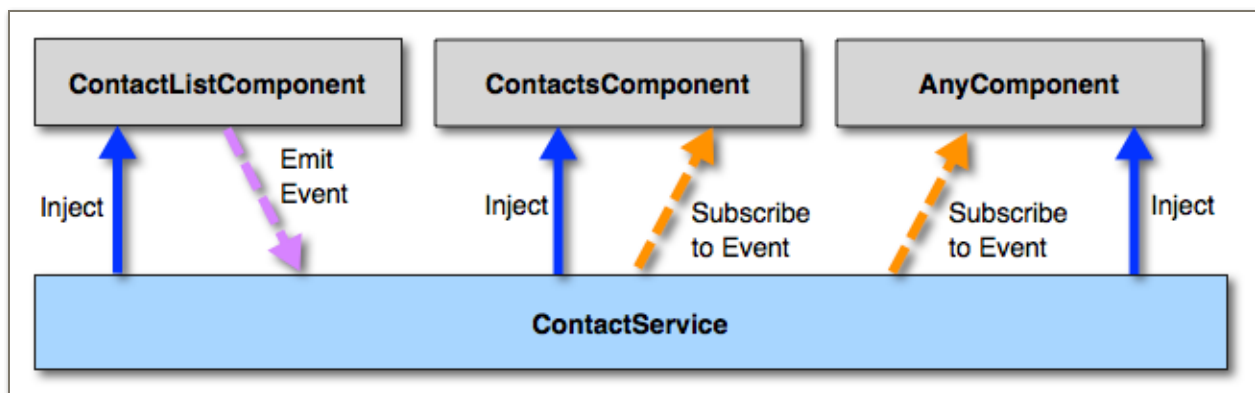 ContactListComponent
ContactsComponent
AnyComponent
Inject
Emit
Event
Inject
Subscribe
to Event
Subscribe
to Event
Inject
ContactService